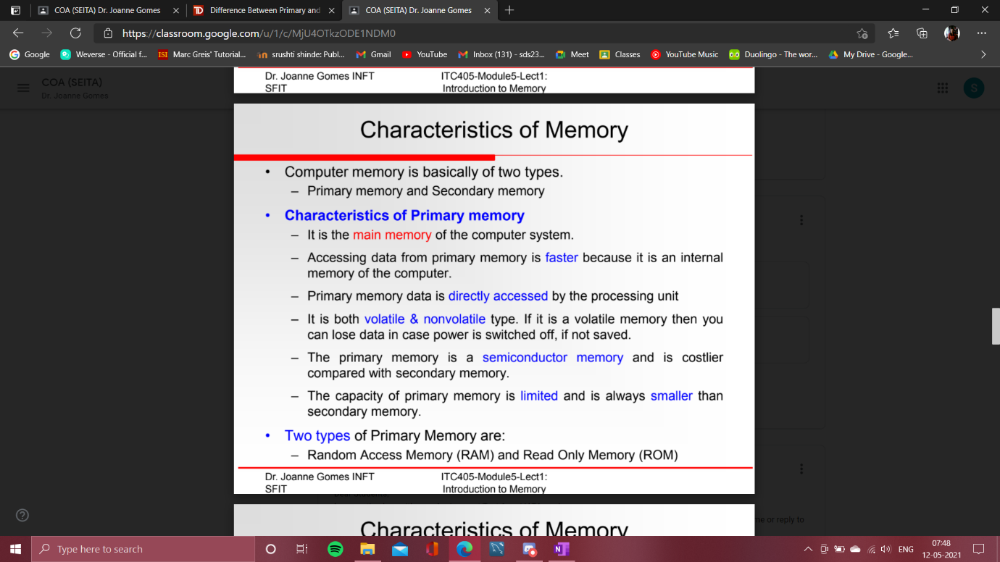 COA (SEITA) Dr. Joanne Gomes
Difference Between Primary and
COA (SEITA) Dr. Joanne Gomes
https://classroom.google.com/u/1/c/MjU4OTkzODE1NDM0
Google
Weverse - Official f...
ISI Marc Greis' Tutorial...
srushti shinde: Publ...
Gmail
YouTube
Inbox (131) - sds23...
Meet
Classes
YouTube Music
Duolingo - The wor...
My Drive - Google...
COA (SEITA)
Dr. Joanne Gomes
S
Dr. Joanne Gomes INFT ITC405-Module5-Lect1:
SFIT Introduction to Memory
Characteristics of Memory
• Computer memory is basically of two types.
– Primary memory and Secondary memory
• Characteristics of Primary memory
– It is the main memory of the computer system.
– Accessing data from primary memory is faster because it is an internal
memory of the computer.
– Primary memory data is directly accessed by the processing unit
– It is both volatile & nonvolatile type. If it is a volatile memory then you
can lose data in case power is switched off, if not saved.
– The primary memory is a semiconductor memory and is costlier
compared with secondary memory.
– The capacity of primary memory is limited and is always smaller than
secondary memory.
• Two types of Primary Memory are:
– Random Access Memory (RAM) and Read Only Memory (ROM)
Dr. Joanne Gomes INFT ITC405-Module5-Lect1:
SFIT Introduction to Memory
or reply to
Characteristics of Memory
Type here to search
ENG
07:48
12-05-2021